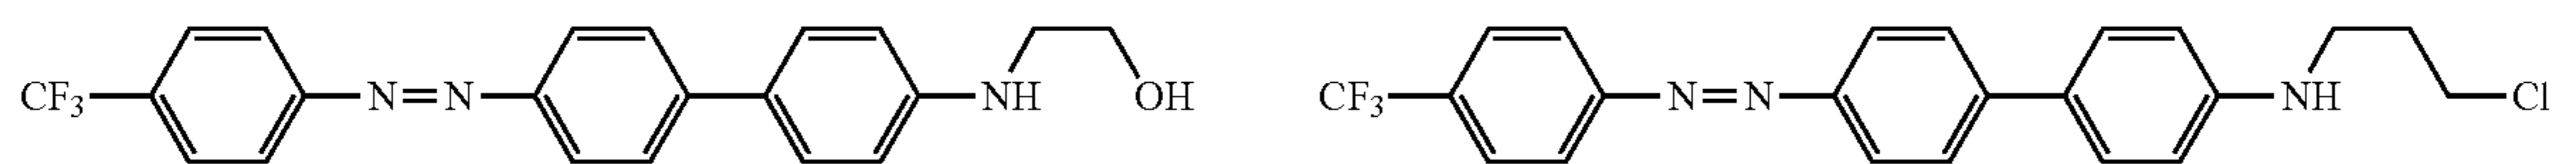 CF3 N=N NH OH CF3 N=N NH Cl